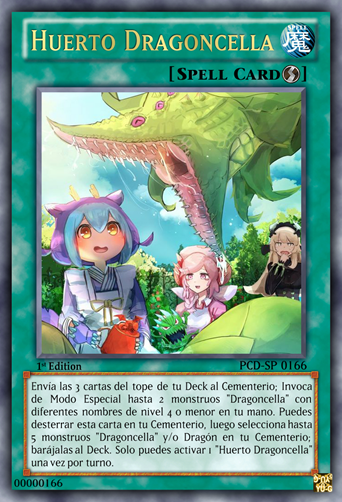 Huerto Dragoncella
SPELL
魔
[Spell Card]
1st Edition
PCD-SP 0166
Envía las 3 cartas del tope de tu Deck al Cementerio; Invoca
de Modo Especial hasta 2 monstruos "Dragoncella" con
diferentes nombres de nivel 4 o menor en tu mano. Puedes
desterrar esta carta en tu Cementerio, luego selecciona hasta
5 monstruos "Dragoncella" y/o Dragón en tu Cementerio;
barájalas al Deck. Solo puedes activar 1 "Huerto Dragoncella"
una vez por turno.
00000166